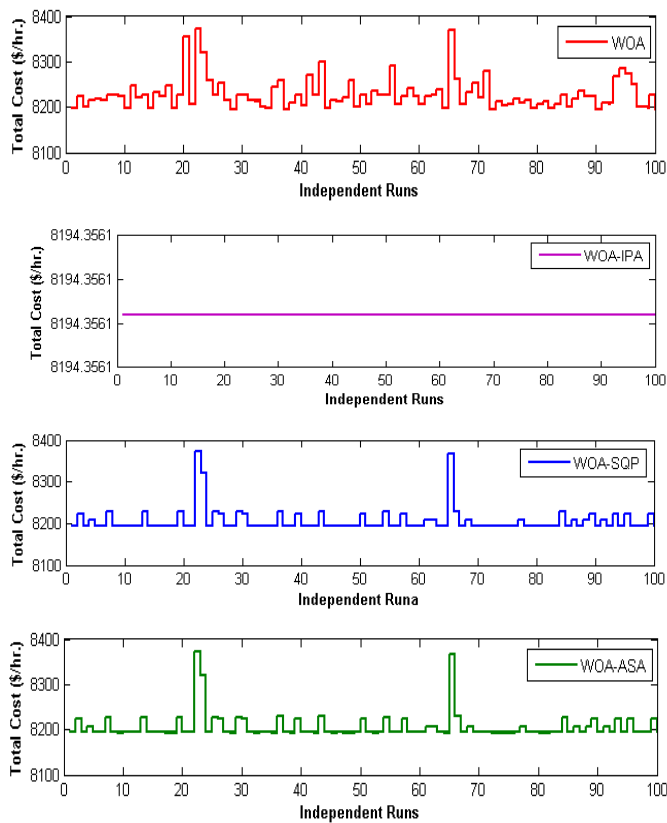 8400
8300
8200
8100
Total Cost ($/hr.)
WOA
0 10 20 30 40 50 60 70 80 90 100
Independent Runs
8194.3561
8194.3561
8194.3561
8194.3561
Total Cost ($/hr.)
WOA-IPA
0 10 20 30 40 50 60 70 80 90 100
Independent Runs
8400
8300
8200
8100
Total Cost ($/hr.)
WOA-SQP
0 10 20 30 40 50 60 70 80 90 100
Independent Runa
8400
8300
8200
8100
Total Cost ($/hr.)
WOA-ASA
0 10 20 30 40 50 60 70 80 90 100
Independent Runs